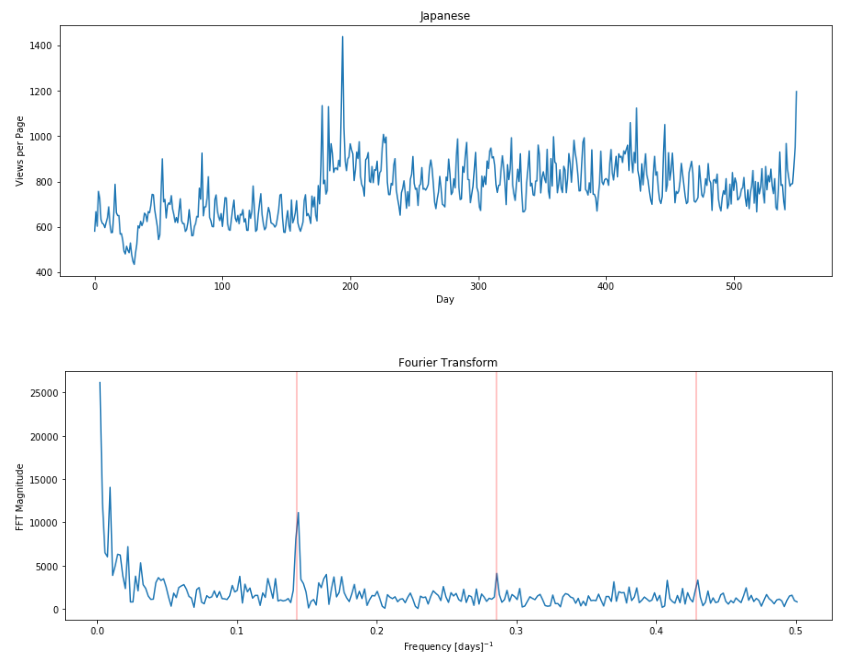 Japanese
1400
1200
1000
800
600
400
Views per Page
0 100 200 300 400 500
Day
Fourier Transform
25000
20000
15000
10000
5000
0
FFT Magnitude
0.0 0.1 0.2 0.3 0.4 0.5
Frequency [days]⁻¹